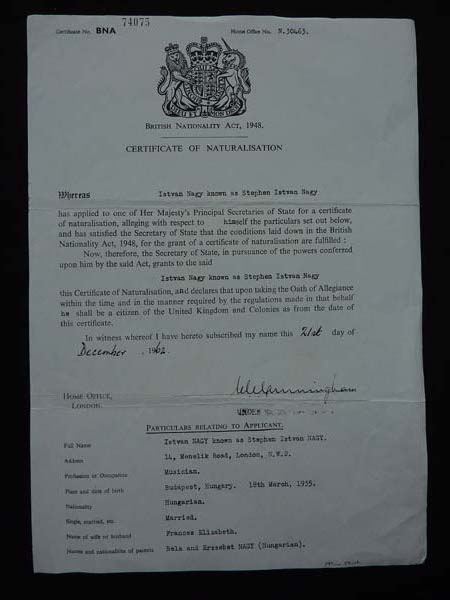 74075
Certificate No. BNA Home Office No. N.30463.
BRITISH NATIONALITY ACT, 1948.
CERTIFICATE OF NATURALISATION
Whereas Istvan Nagy known as Stephen Istvan Nagy
has applied to one of Her Majesty's Principal Secretaries of State for a certificate
of naturalisation, alleging with respect to himself the particulars set out below,
and has satisfied the Secretary of State that the conditions laid down in the British
Nationality Act, 1948, for the grant of a certificate of naturalisation are fulfilled :
Now, therefore, the Secretary of State, in pursuance of the powers conferred
upon him by the said Act, grants to the said
Istvan Nagy known as Stephen Istvan Nagy
this Certificate of Naturalisation, and declares that upon taking the Oath of Allegiance
within the time and in the manner required by the regulations made in that behalf
he shall be a citizen of the United Kingdom and Colonies as from the date of
this certificate.
In witness whereof I have hereto subscribed my name this 21st day of
December , 1962.
Cunningham
HOME OFFICE,
LONDON.
UNDER
PARTICULARS RELATING TO APPLICANT.
Full Name Istvan NAGY known as Stephen Istvan NAGY.
Address 14, Menelik Road, London, N.W.2.
Profession or Occupation Musician.
Place and date of birth Budapest, Hungary. 18th March, 1935.
Nationality Hungarian.
Single, married, etc. Married.
Name of wife or husband Frances Elizabeth.
Names and nationalities of parents Bela and Erzsebet NAGY (Hungarian).